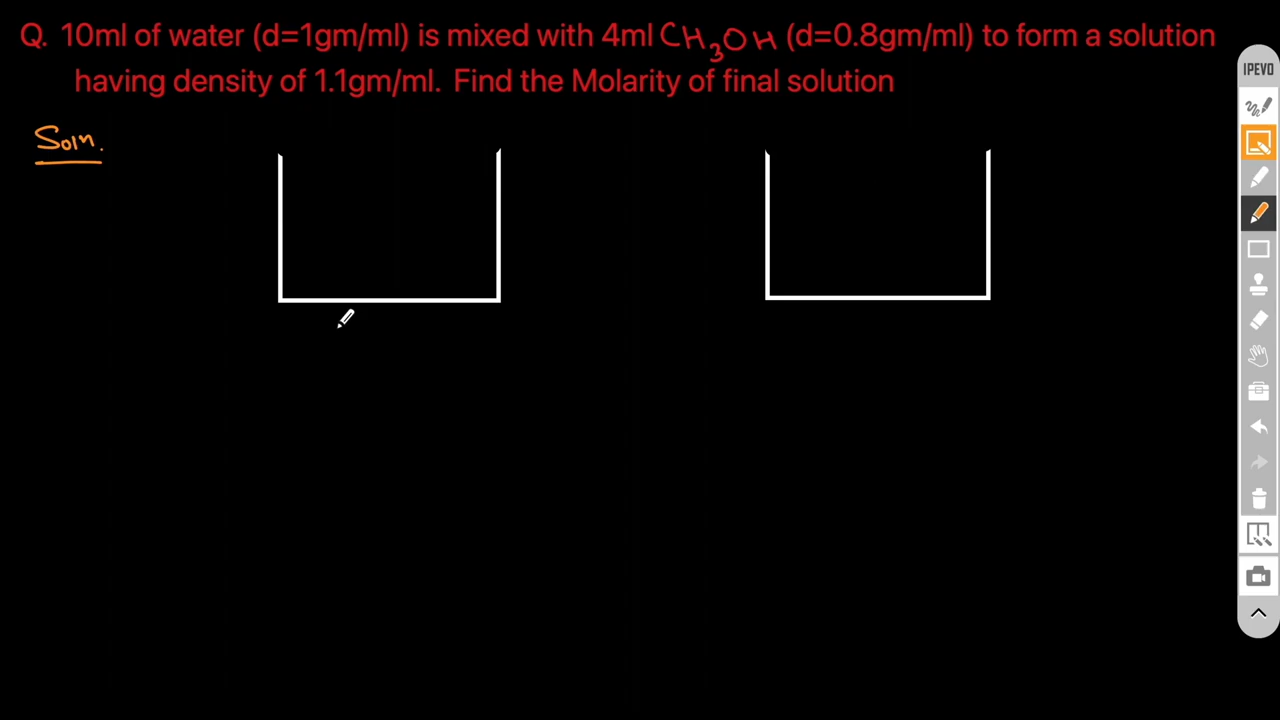 Q. 10ml of water (d=1gm/ml) is mixed with 4ml CH₃OH (d=0.8gm/ml) to form a solution
having density of 1.1gm/ml. Find the Molarity of final solution
Soln.
IPEVO